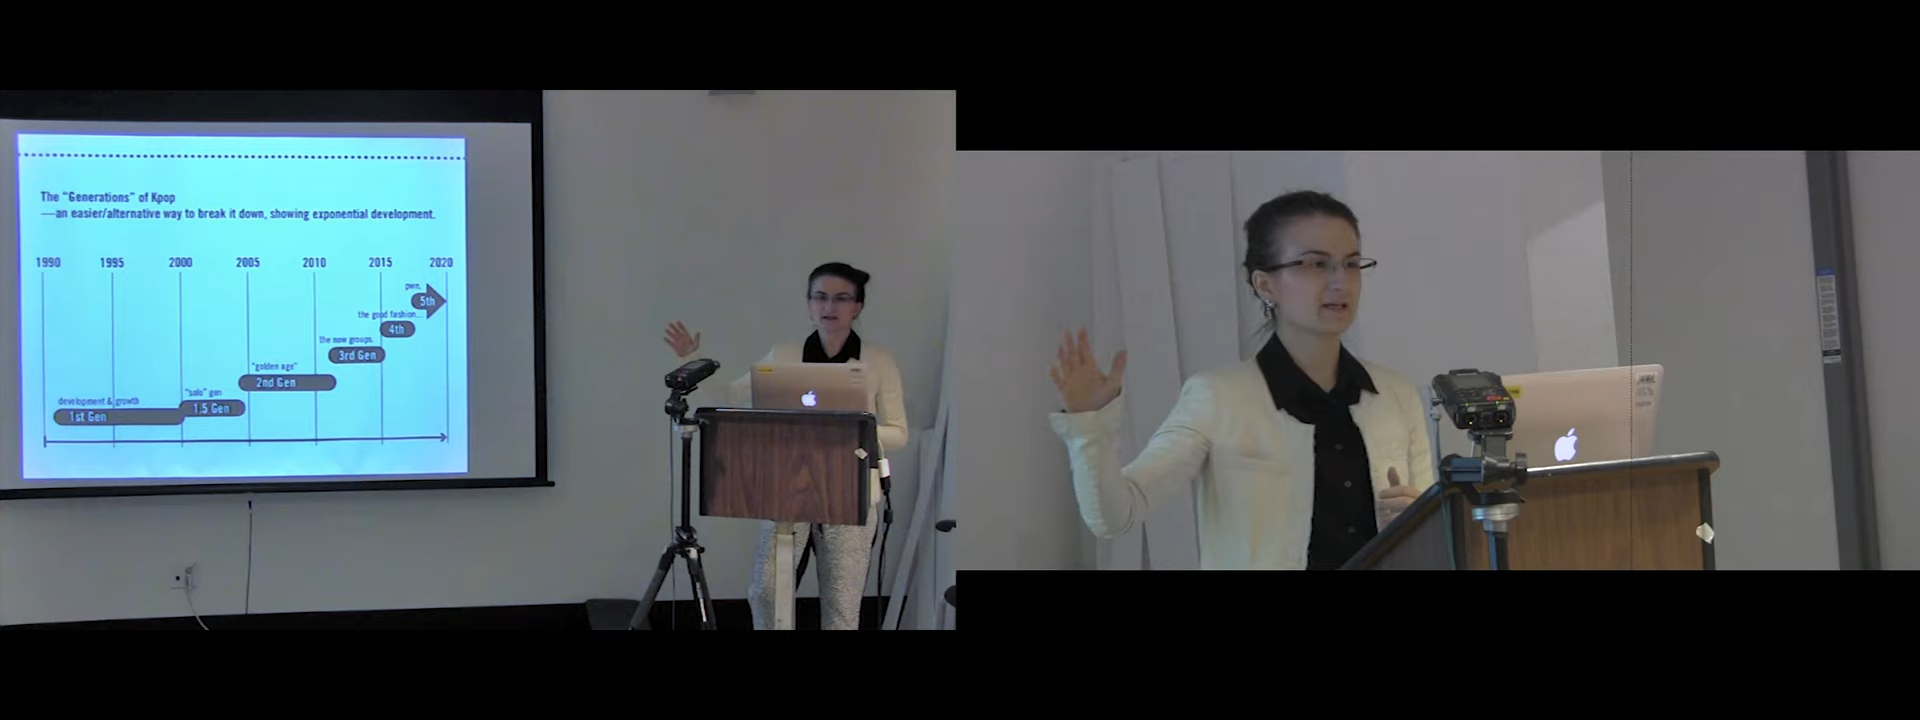 The "Generations" of Kpop
—an easier/alternative way to break it down, showing exponential development.
1990 1995 2000 2005 2010 2015 2020
pwn.
5th
the good fashion...
4th
the now groups.
3rd Gen
"golden age"
2nd Gen
"solo" gen
1.5 Gen
development & growth
1st Gen